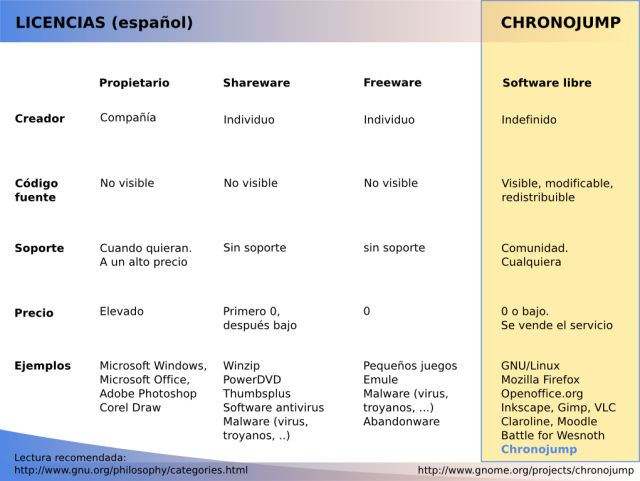 LICENCIAS (español)
CHRONOJUMP
Propietario Shareware Freeware Software libre
Creador Compañía Individuo Individuo Indefinido
Código No visible No visible No visible Visible, modificable,
fuente redistribuible
Soporte Cuando quieran. Sin soporte sin soporte Comunidad.
A un alto precio Cualquiera
Precio Elevado Primero 0, 0 0 o bajo.
después bajo Se vende el servicio
Ejemplos Microsoft Windows, Winzip Pequeños juegos GNU/Linux
Microsoft Office, PowerDVD Emule Mozilla Firefox
Adobe Photoshop Thumbsplus Malware (virus, Openoffice.org
Corel Draw Software antivirus troyanos, ...) Inkscape, Gimp, VLC
Malware (virus, Abandonware Claroline, Moodle
troyanos, ..) Battle for Wesnoth
Chronojump
Lectura recomendada:
http://www.gnu.org/philosophy/categories.html http://www.gnome.org/projects/chronojump